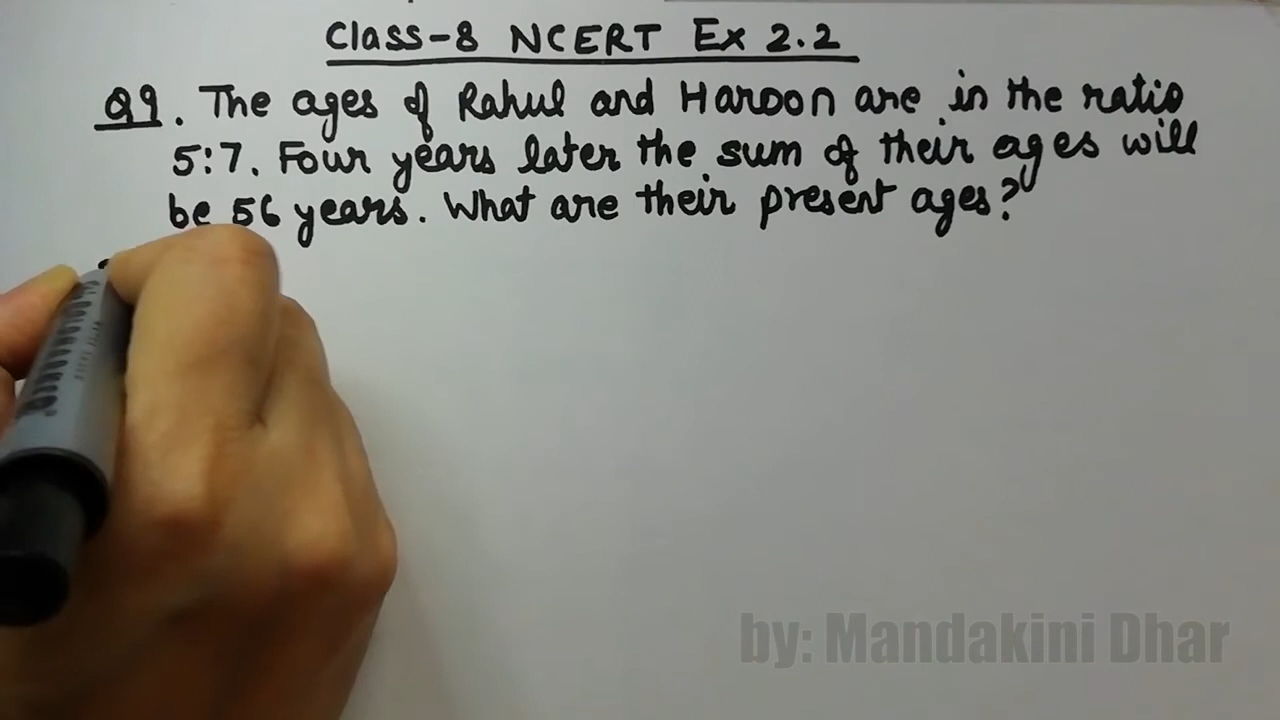 Class-8 NCERT Ex 2.2
Q9. The ages of Rahul and Haroon are in the ratio
5:7. Four years later the sum of their ages will
be 56 years. What are their present ages?
by: Mandakini Dhar